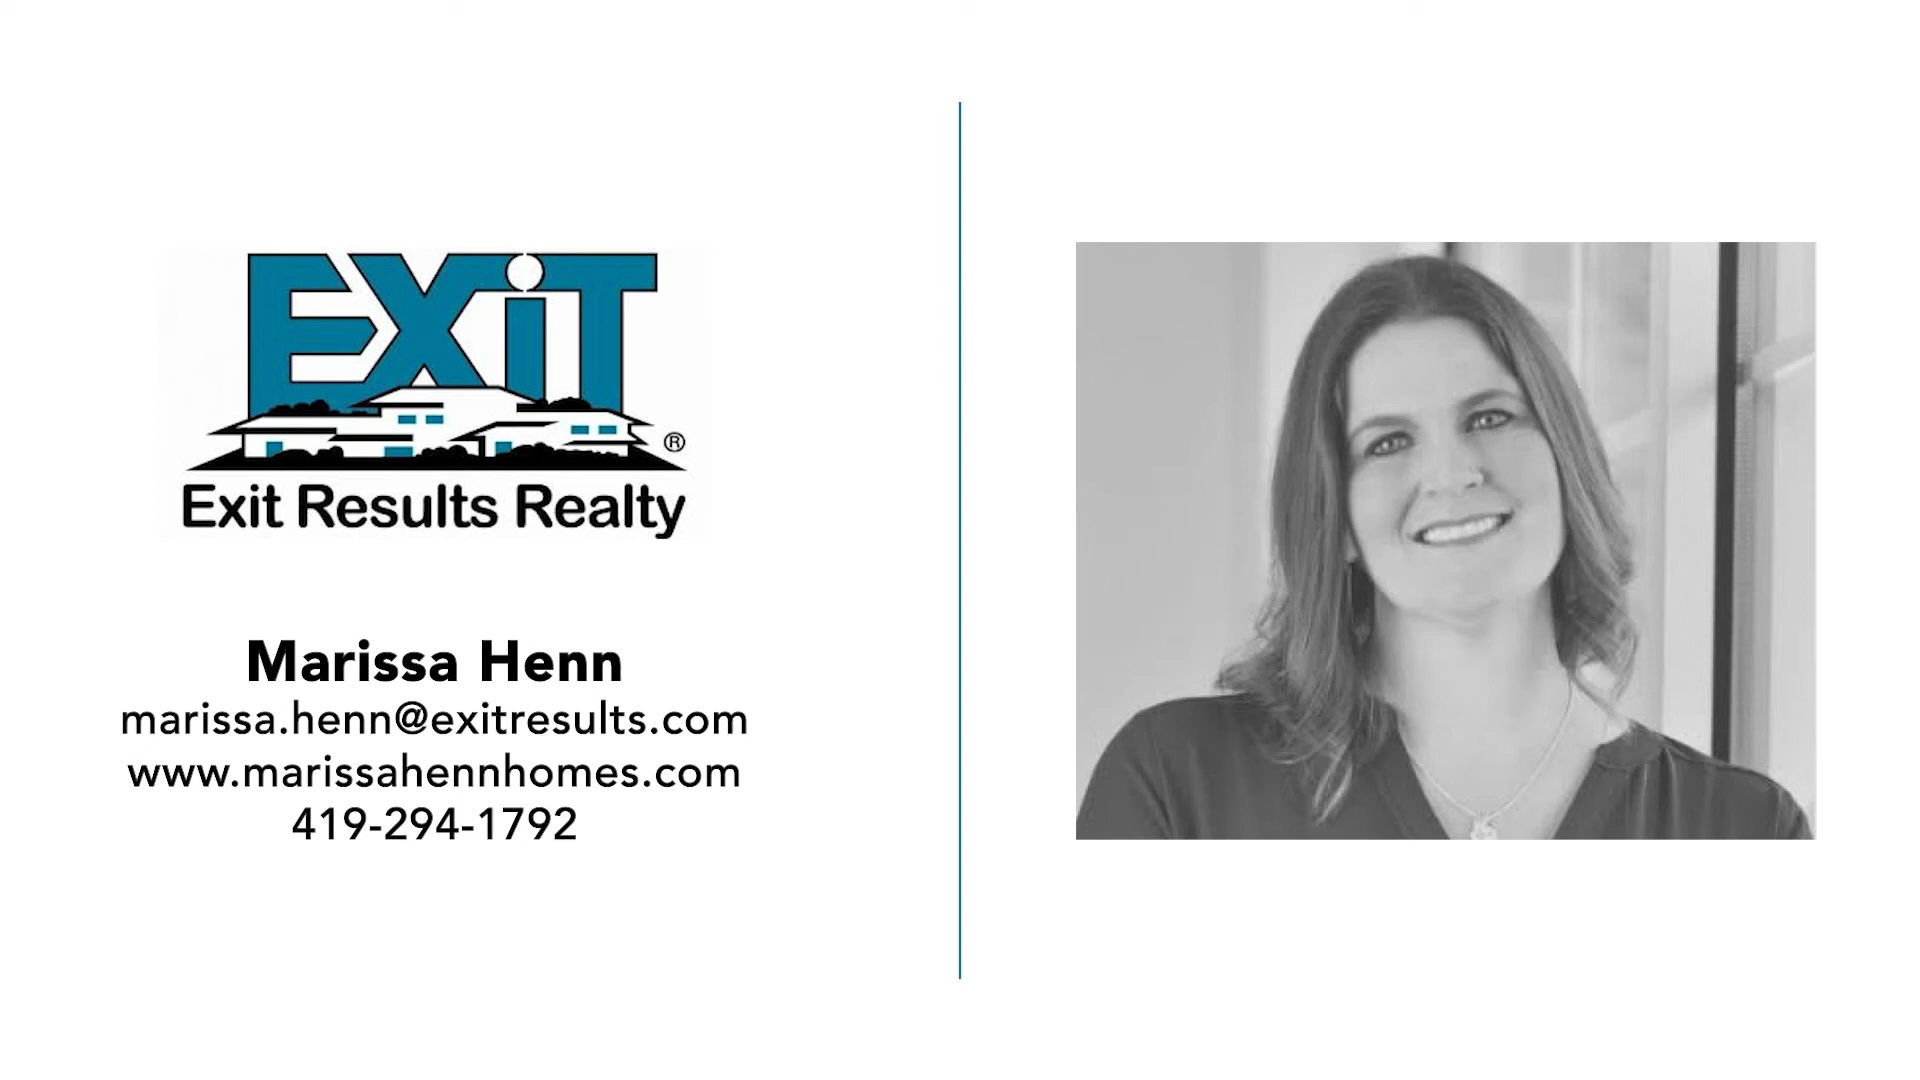 EXiT
®
Exit Results Realty
Marissa Henn
marissa.henn@exitresults.com
www.marissahennhomes.com
419-294-1792